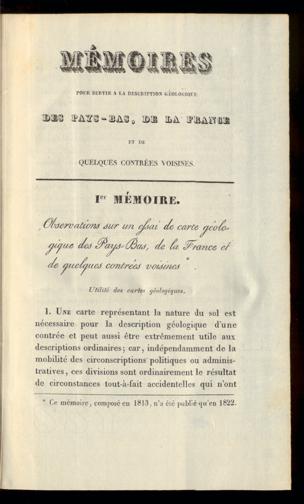 MÉMOIRES
POUR SERVIR A LA DESCRIPTION GÉOLOGIQUE
DES PAYS-BAS, DE LA FRANCE
ET DE
QUELQUES CONTRÉES VOISINES.
Ier MÉMOIRE.
Observations sur un essai de carte géolo-
gique des Pays-Bas, de la France et
de quelques contrées voisines *.
Utilité des cartes géologiques.
1. UNE carte représentant la nature du sol est
nécessaire pour la description géologique d'une
contrée et peut aussi être extrêmement utile aux
descriptions ordinaires; car, indépendamment de la
mobilité des circonscriptions politiques ou adminis-
tratives, ces divisions sont ordinairement le résultat
de circonstances tout-à-fait accidentelles qui n'ont
* Ce mémoire, composé en 1813, n'a été publié qu'en 1822.